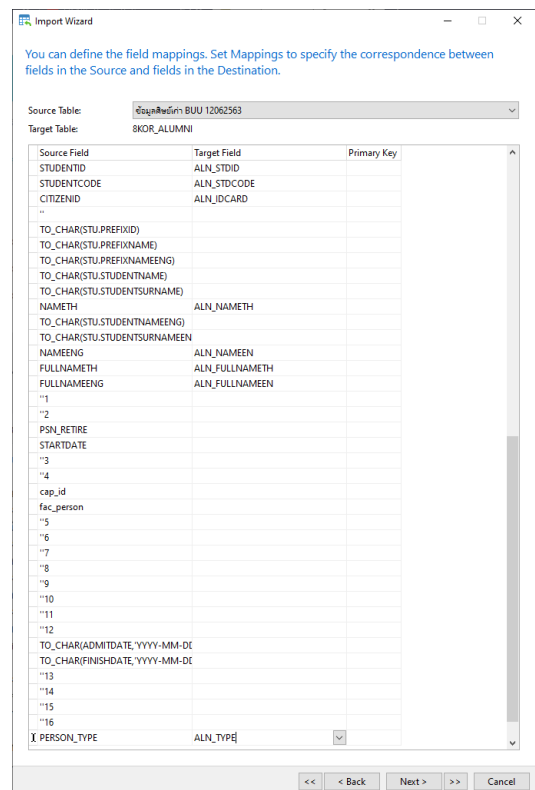 Import Wizard
You can define the field mappings. Set Mappings to specify the correspondence between
fields in the Source and fields in the Destination.
Source Table: ข้อมูลศิษย์เก่า BUU 12062563
Target Table: 8KOR_ALUMNI
Source Field Target Field Primary Key
STUDENTID ALN_STDID
STUDENTCODE ALN_STDCODE
CITIZENID ALN_IDCARD
''
TO_CHAR(STU.PREFIXID)
TO_CHAR(STU.PREFIXNAME)
TO_CHAR(STU.PREFIXNAMEENG)
TO_CHAR(STU.STUDENTNAME)
TO_CHAR(STU.STUDENTSURNAME)
NAMETH ALN_NAMETH
TO_CHAR(STU.STUDENTNAMEENG)
TO_CHAR(STU.STUDENTSURNAMEEN
NAMEENG ALN_NAMEEN
FULLNAMETH ALN_FULLNAMETH
FULLNAMEENG ALN_FULLNAMEEN
''1
''2
PSN_RETIRE
STARTDATE
''3
''4
cap_id
fac_person
''5
''6
''7
''8
''9
''10
''11
''12
TO_CHAR(ADMITDATE,'YYYY-MM-DD
TO_CHAR(FINISHDATE,'YYYY-MM-DD
''13
''14
''15
''16
PERSON_TYPE ALN_TYPE
<< < Back Next > >> Cancel